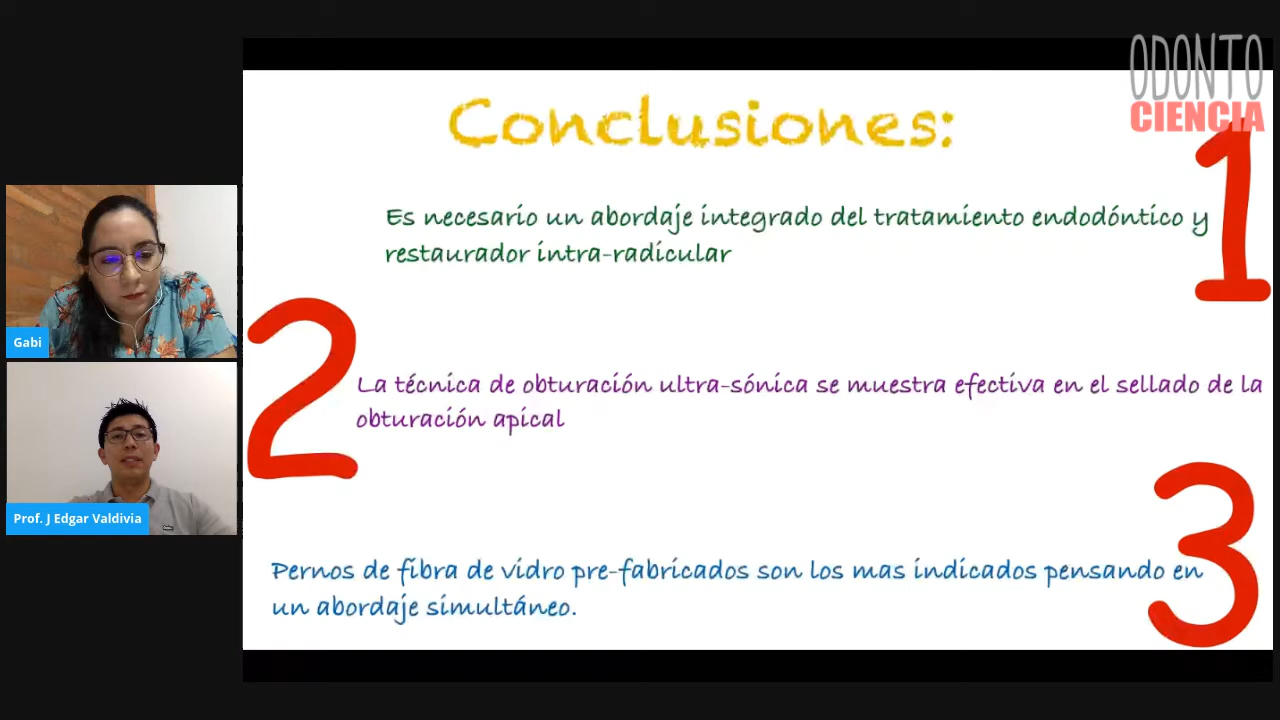 ODONTO
CIENCIA
Conclusiones:
1
Es necesario un abordaje integrado del tratamiento endodóntico y
restaurador intra-radicular
2
La técnica de obturación ultra-sónica se muestra efectiva en el sellado de la
obturación apical
3
Pernos de fibra de vidro pre-fabricados son los mas indicados pensando en
un abordaje simultáneo.
Gabi
Prof. J Edgar Valdivia